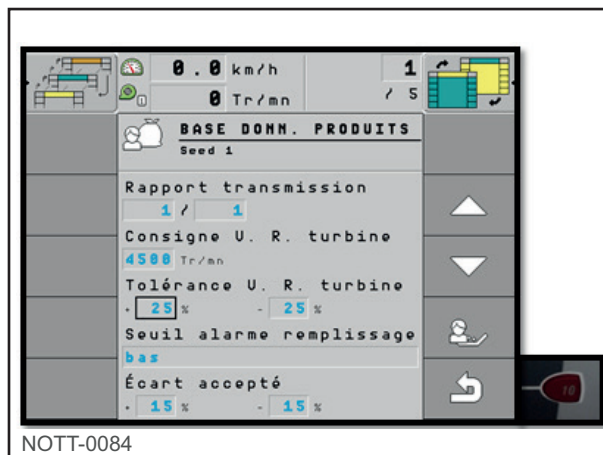 0.0 km/h
1
0 Tr/mn
/ 5
BASE DONN. PRODUITS
Seed 1
Rapport transmission
1 / 1
Consigne V. R. turbine
4500 Tr/mn
Tolérance V. R. turbine
+ 25 % - 25 %
Seuil alarme remplissage
bas
Écart accepté
+ 15 % - 15 %
10
NOTT-0084